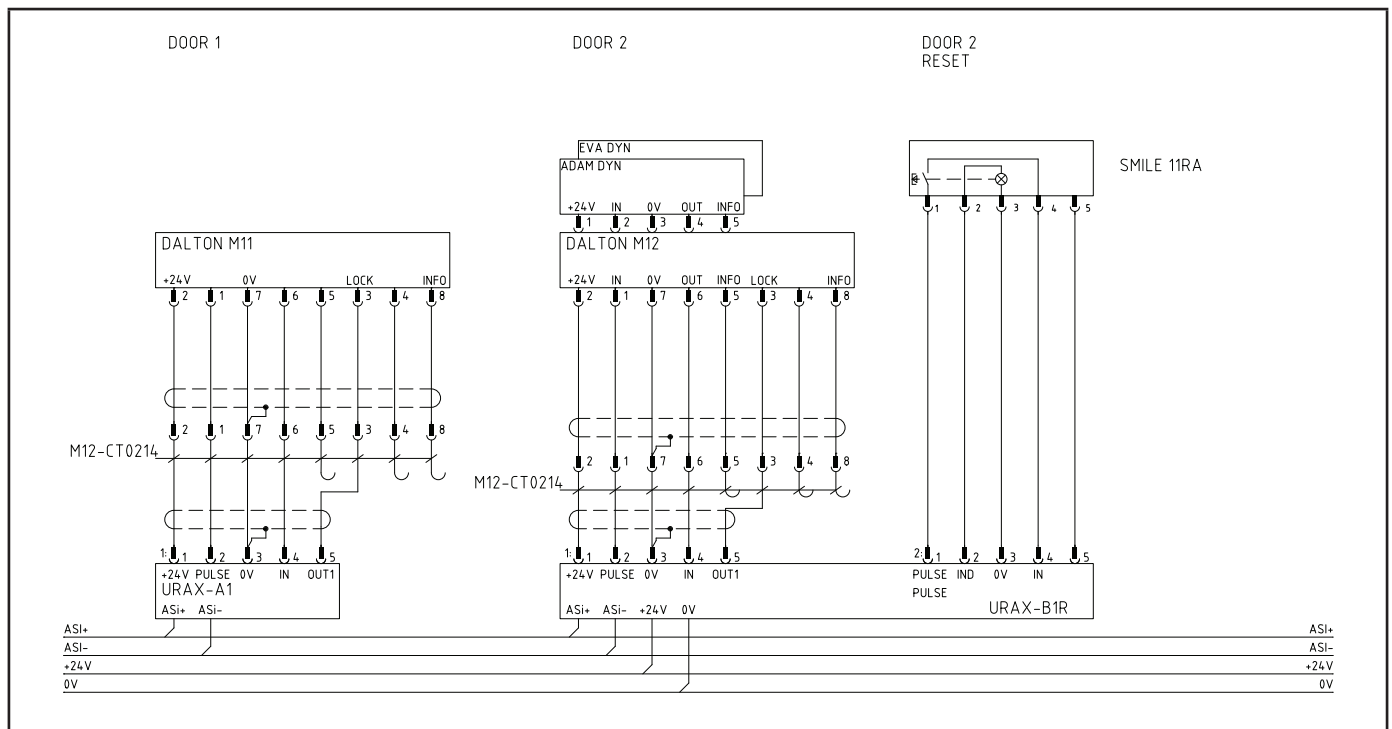 DOOR 1
DOOR 2
DOOR 2
RESET
EVA DYN
ADAM DYN
+24V IN 0V OUT INFO
1 2 3 4 5
SMILE 11RA
1 2 3 4 5
DALTON M11
+24V 0V LOCK INFO
2 1 7 6 5 3 4 8
DALTON M12
+24V IN 0V OUT INFO LOCK INFO
2 1 7 6 5 3 4 8
2 1 7 6 5 3 4 8
M12-CT0214
2 1 7 6 5 3 4 8
M12-CT0214
1: 1 2 3 4 5
+24V PULSE 0V IN OUT1
URAX-A1
ASi+ ASi-
1: 1 2 3 4 5
+24V PULSE 0V IN OUT1
2: 1 2 3 4 5
PULSE IND 0V IN
PULSE
URAX-B1R
ASi+ ASi- +24V 0V
ASI+ ASI+
ASI- ASI-
+24V +24V
0V 0V